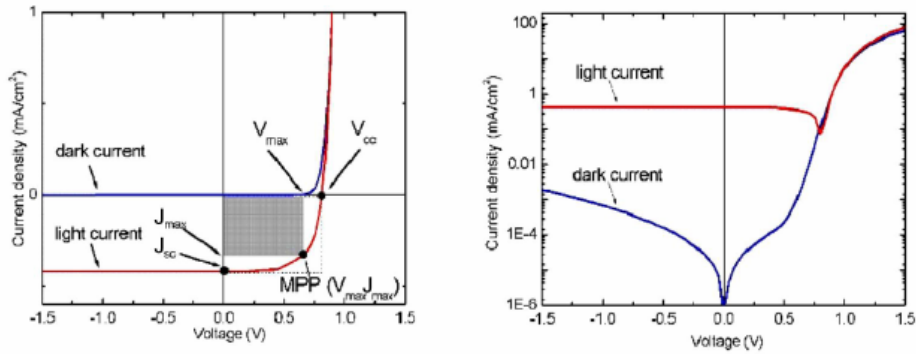 1
0
Current density (mA/cm²)
dark current
light current
V_max
V_oc
J_max
J_sc
MPP (V_max J_max)
-1.5 -1.0 -0.5 0.0 0.5 1.0 1.5
Voltage (V)
100
1
0.01
1E-4
1E-6
Current density (mA/cm²)
light current
dark current
-1.5 -1.0 -0.5 0.0 0.5 1.0 1.5
Voltage (V)